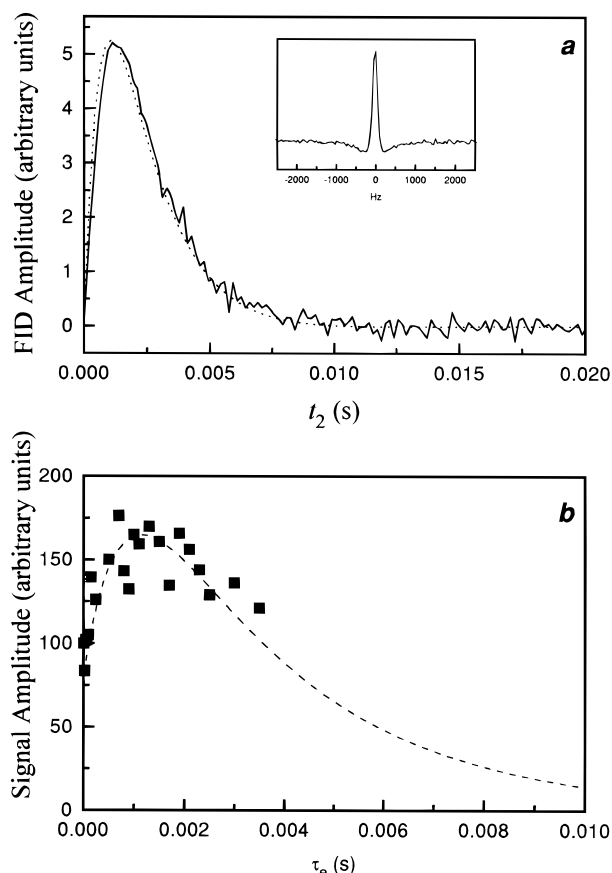 a
FID Amplitude (arbitrary units)
5
4
3
2
1
0
-2000 -1000 0 1000 2000
Hz
0.000 0.005 0.010 0.015 0.020
t₂ (s)
b
Signal Amplitude (arbitrary units)
200
150
100
50
0
0.000 0.002 0.004 0.006 0.008 0.010
(s)